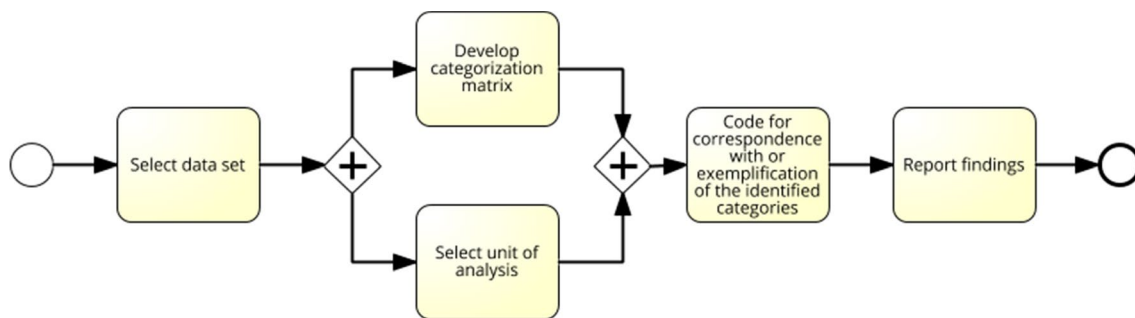 Select data set
Develop
categorization
matrix
Select unit of
analysis
Code for
correspondence
with or
exemplification
of the identified
categories
Report findings